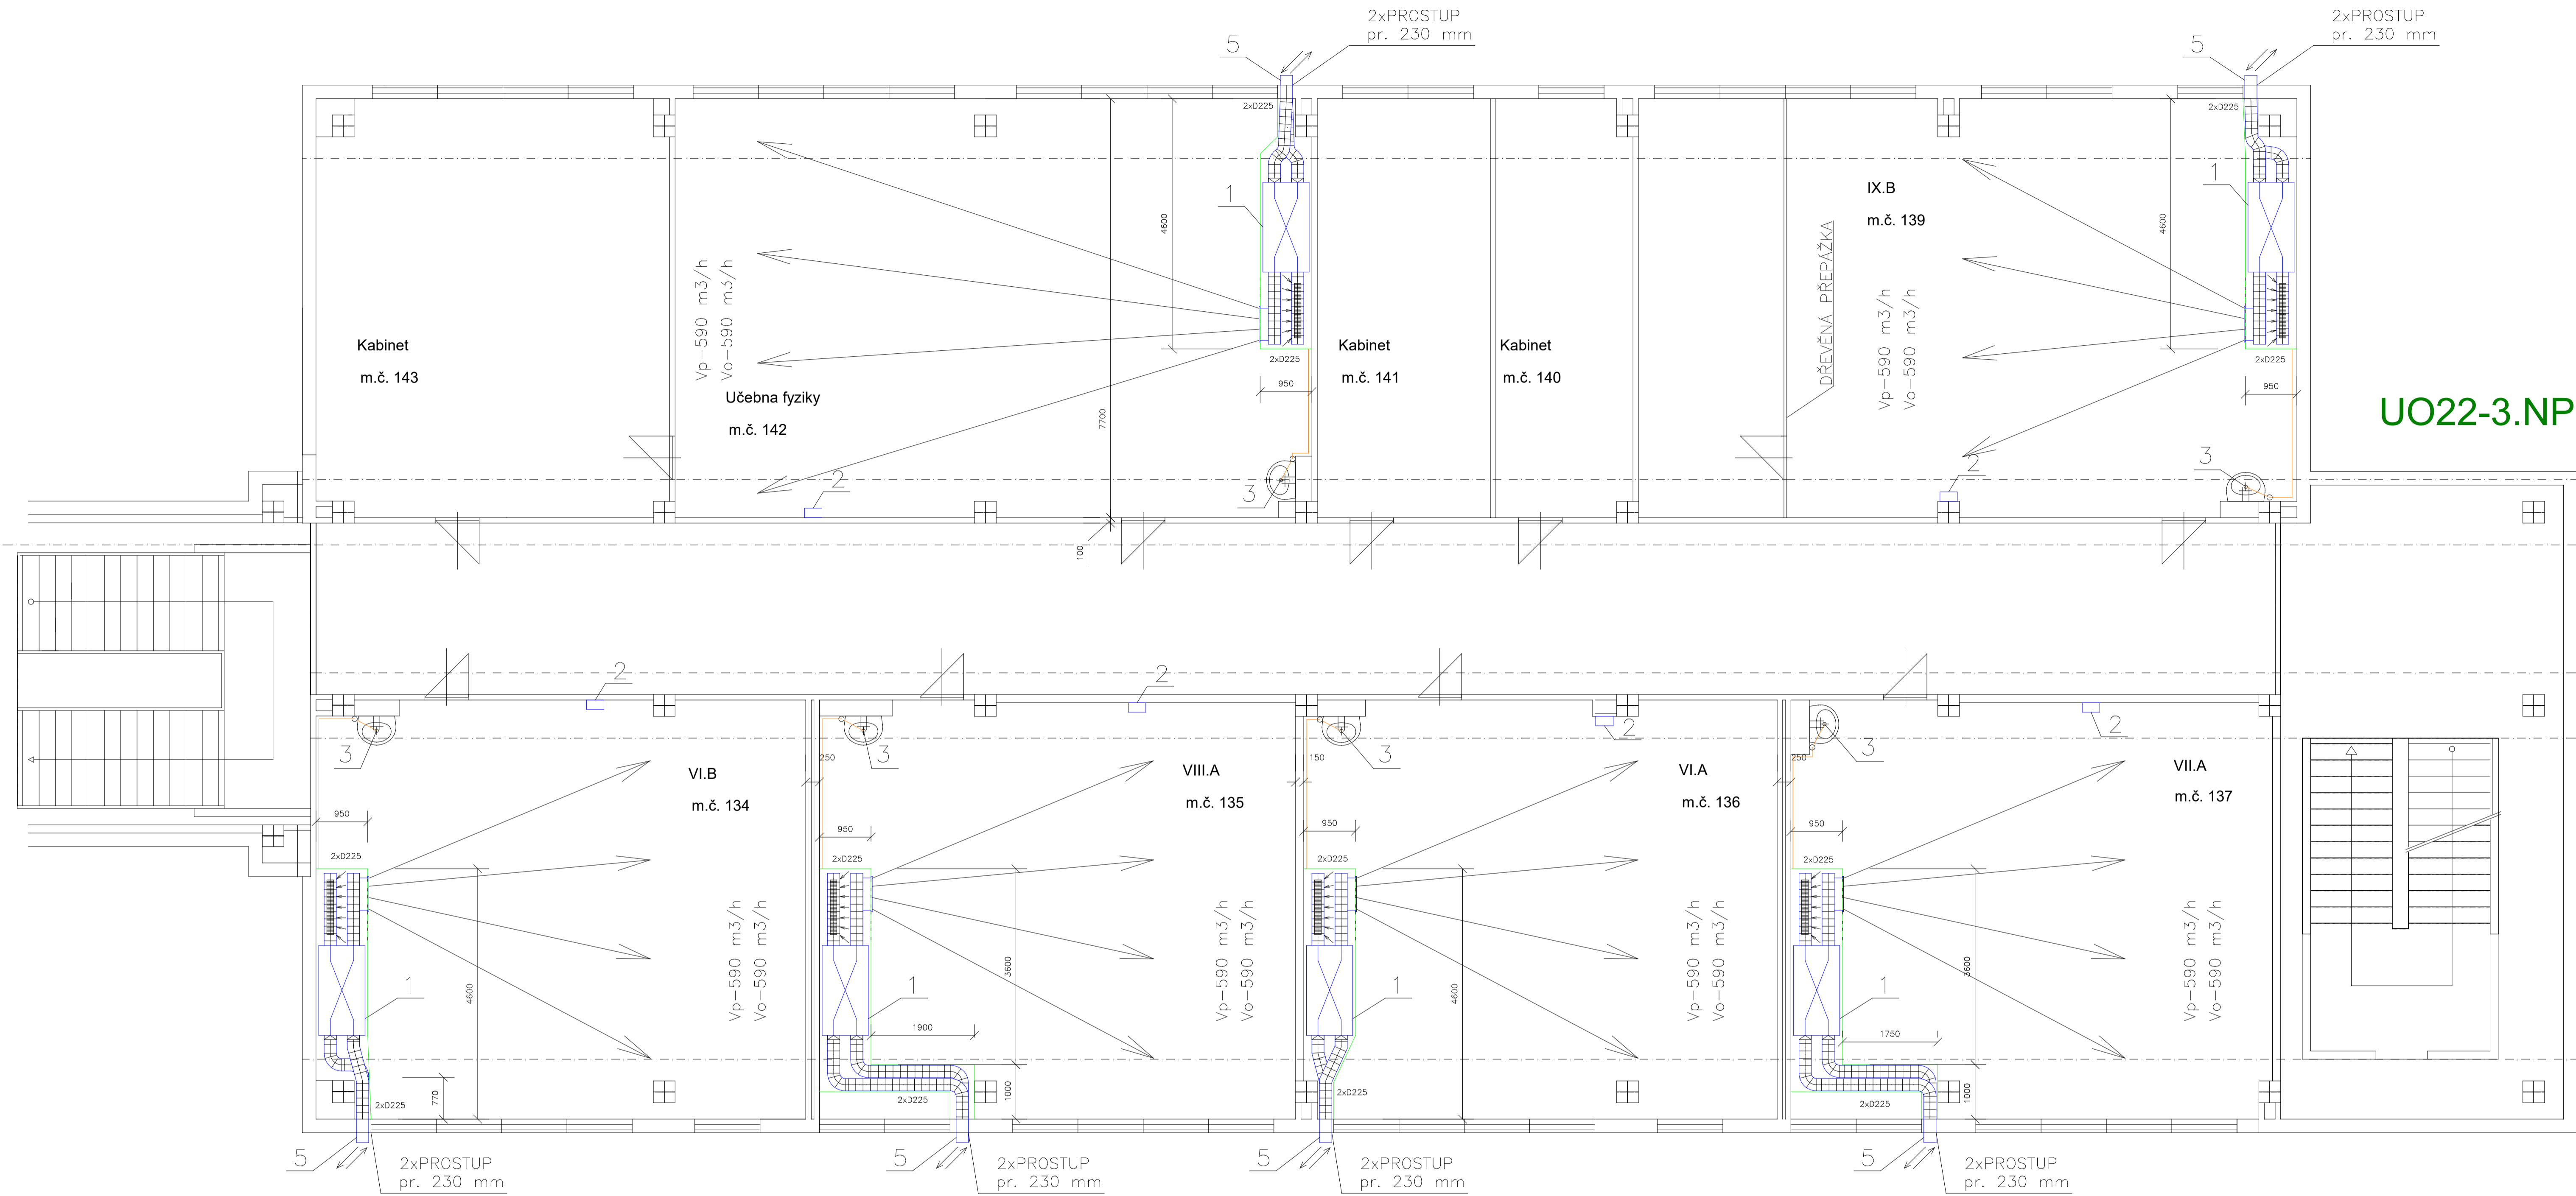 2xPROSTUP
pr. 230 mm
5
2xD225
2xPROSTUP
pr. 230 mm
5
2xD225
1
4600
IX.B
m.č. 139
1
4600
Vp-590 m3/h
Vo-590 m3/h
DŘEVĚNÁ PŘEPÁŽKA
Vp-590 m3/h
Vo-590 m3/h
Kabinet
m.č. 143
Učebna fyziky
m.č. 142
7700
2xD225
950
Kabinet
m.č. 141
Kabinet
m.č. 140
2xD225
950
UO22-3.NP
2
3
2
3
100
2
2
2
2
3
3
3
3
250
150
250
VI.B
m.č. 134
VIII.A
m.č. 135
VI.A
m.č. 136
VII.A
m.č. 137
950
950
950
950
2xD225
2xD225
2xD225
2xD225
Vp-590 m3/h
Vo-590 m3/h
Vp-590 m3/h
Vo-590 m3/h
Vp-590 m3/h
Vo-590 m3/h
Vp-590 m3/h
Vo-590 m3/h
1
4600
1
3600
1
4600
1
3600
1900
1750
770
2xD225
2xD225
1000
2xD225
2xD225
1000
5
2xPROSTUP
pr. 230 mm
5
2xPROSTUP
pr. 230 mm
5
2xPROSTUP
pr. 230 mm
5
2xPROSTUP
pr. 230 mm